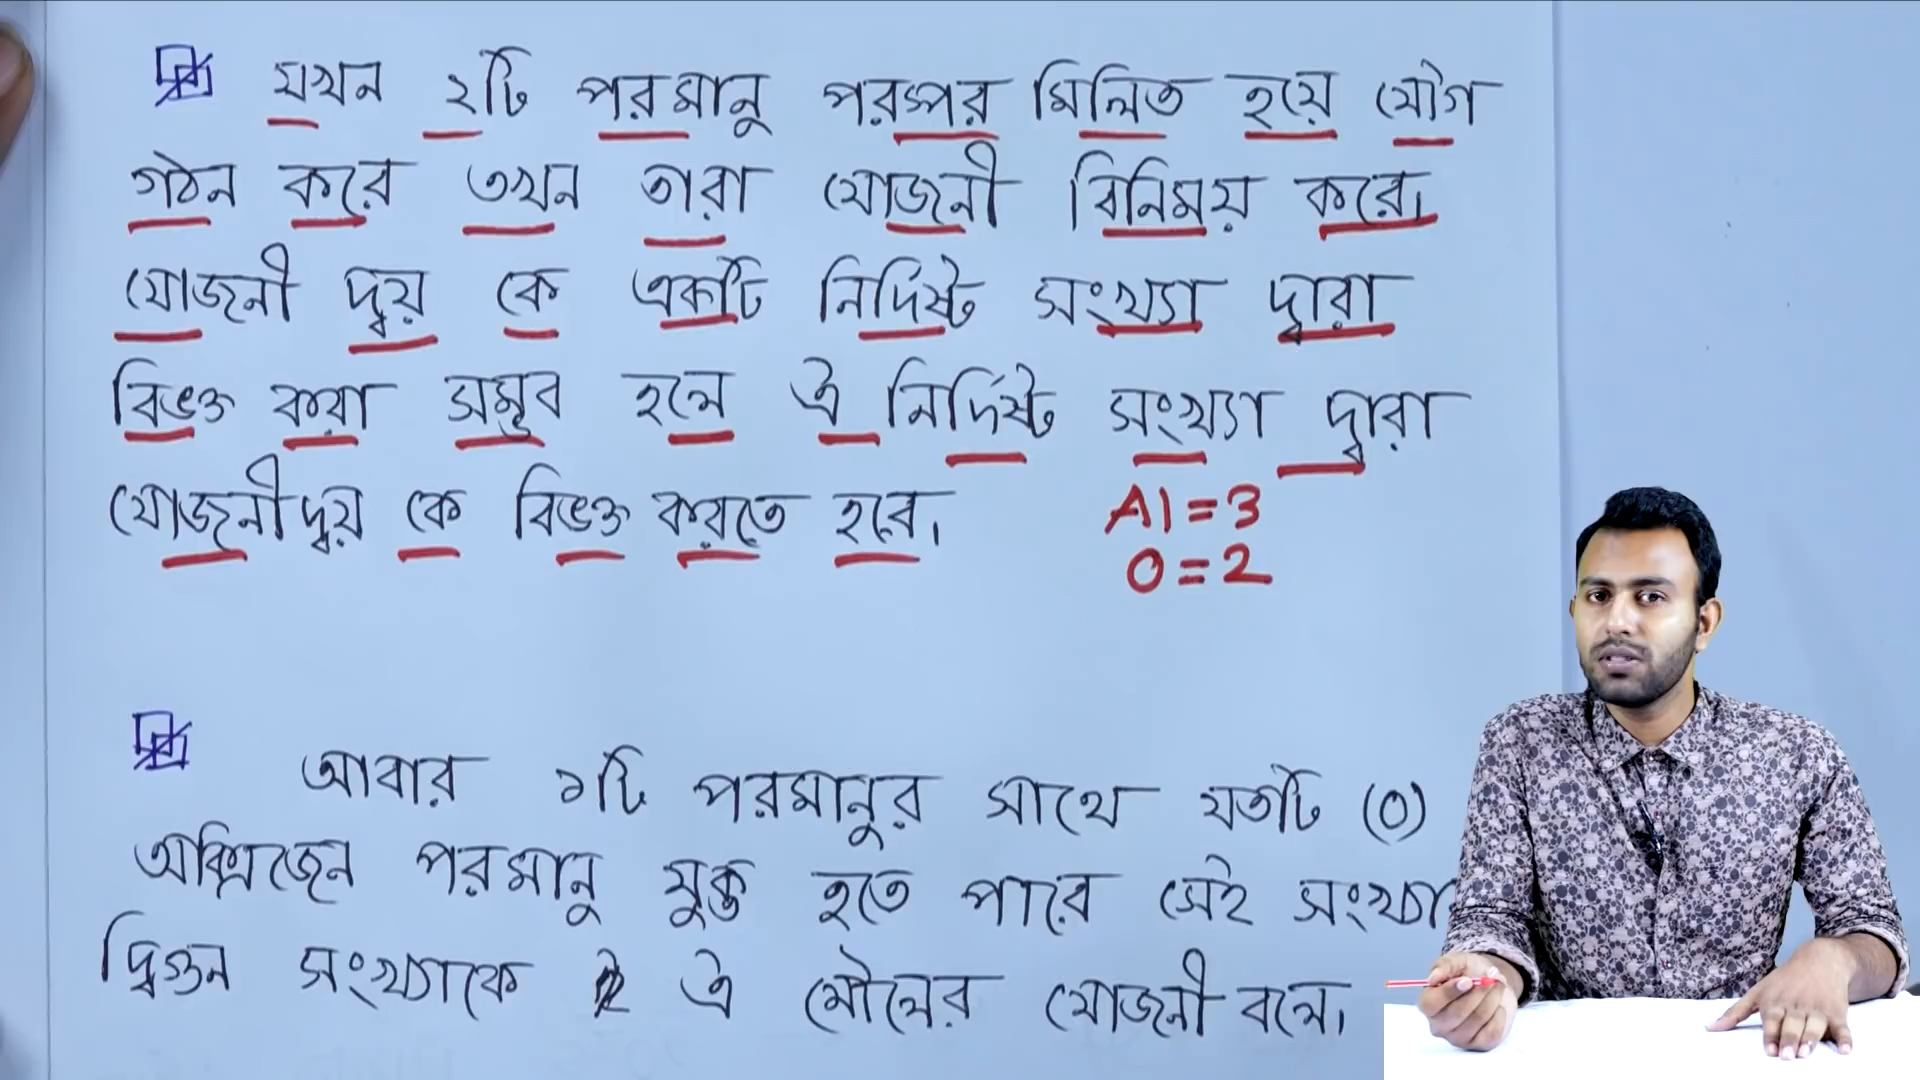 যখন ২টি পরমানু পরস্পর মিলিত হয়ে যৌগ
গঠন করে তখন তারা যোজনী বিনিময় করে।
যোজনী দ্বয় কে একটি নির্দিষ্ট সংখ্যা দ্বারা
বিভক্ত করা সম্ভব হলে ঐ নির্দিষ্ট সংখ্যা দ্বারা
যোজনীদ্বয় কে বিভক্ত করতে হবে।
Al = 3
O = 2
আবার ১টি পরমানুর সাথে যতটি (O)
অক্সিজেন পরমানু যুক্ত হতে পারে সেই সংখ্যা
দ্বিগুন সংখ্যাকে ঐ মৌলের যোজনী বলে।